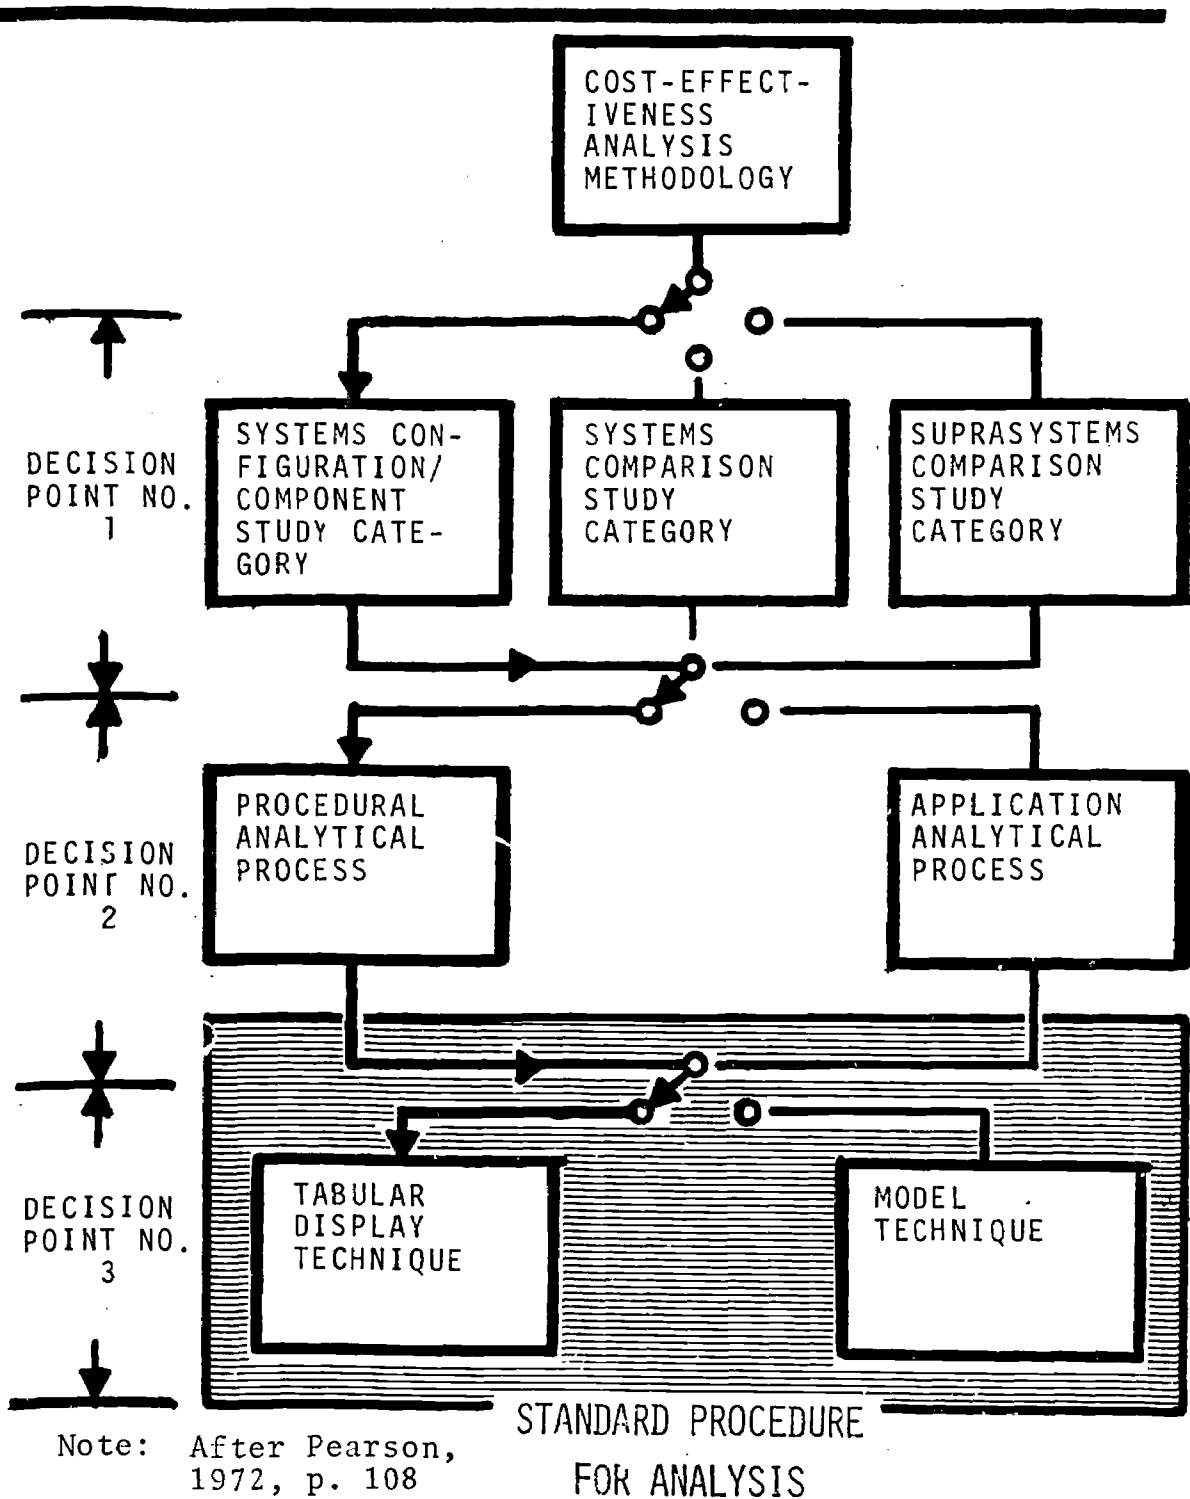 COST-EFFECT-
IVENESS
ANALYSIS
METHODOLOGY
DECISION
POINT NO.
1
SYSTEMS CON-
FIGURATION/
COMPONENT
STUDY CATE-
GORY
SYSTEMS
COMPARISON
STUDY
CATEGORY
SUPRASYSTEMS
COMPARISON
STUDY
CATEGORY
DECISION
POINT NO.
2
PROCEDURAL
ANALYTICAL
PROCESS
APPLICATION
ANALYTICAL
PROCESS
DECISION
POINT NO.
3
TABULAR
DISPLAY
TECHNIQUE
MODEL
TECHNIQUE
STANDARD PROCEDURE
FOR ANALYSIS
Note: After Pearson,
1972, p. 108